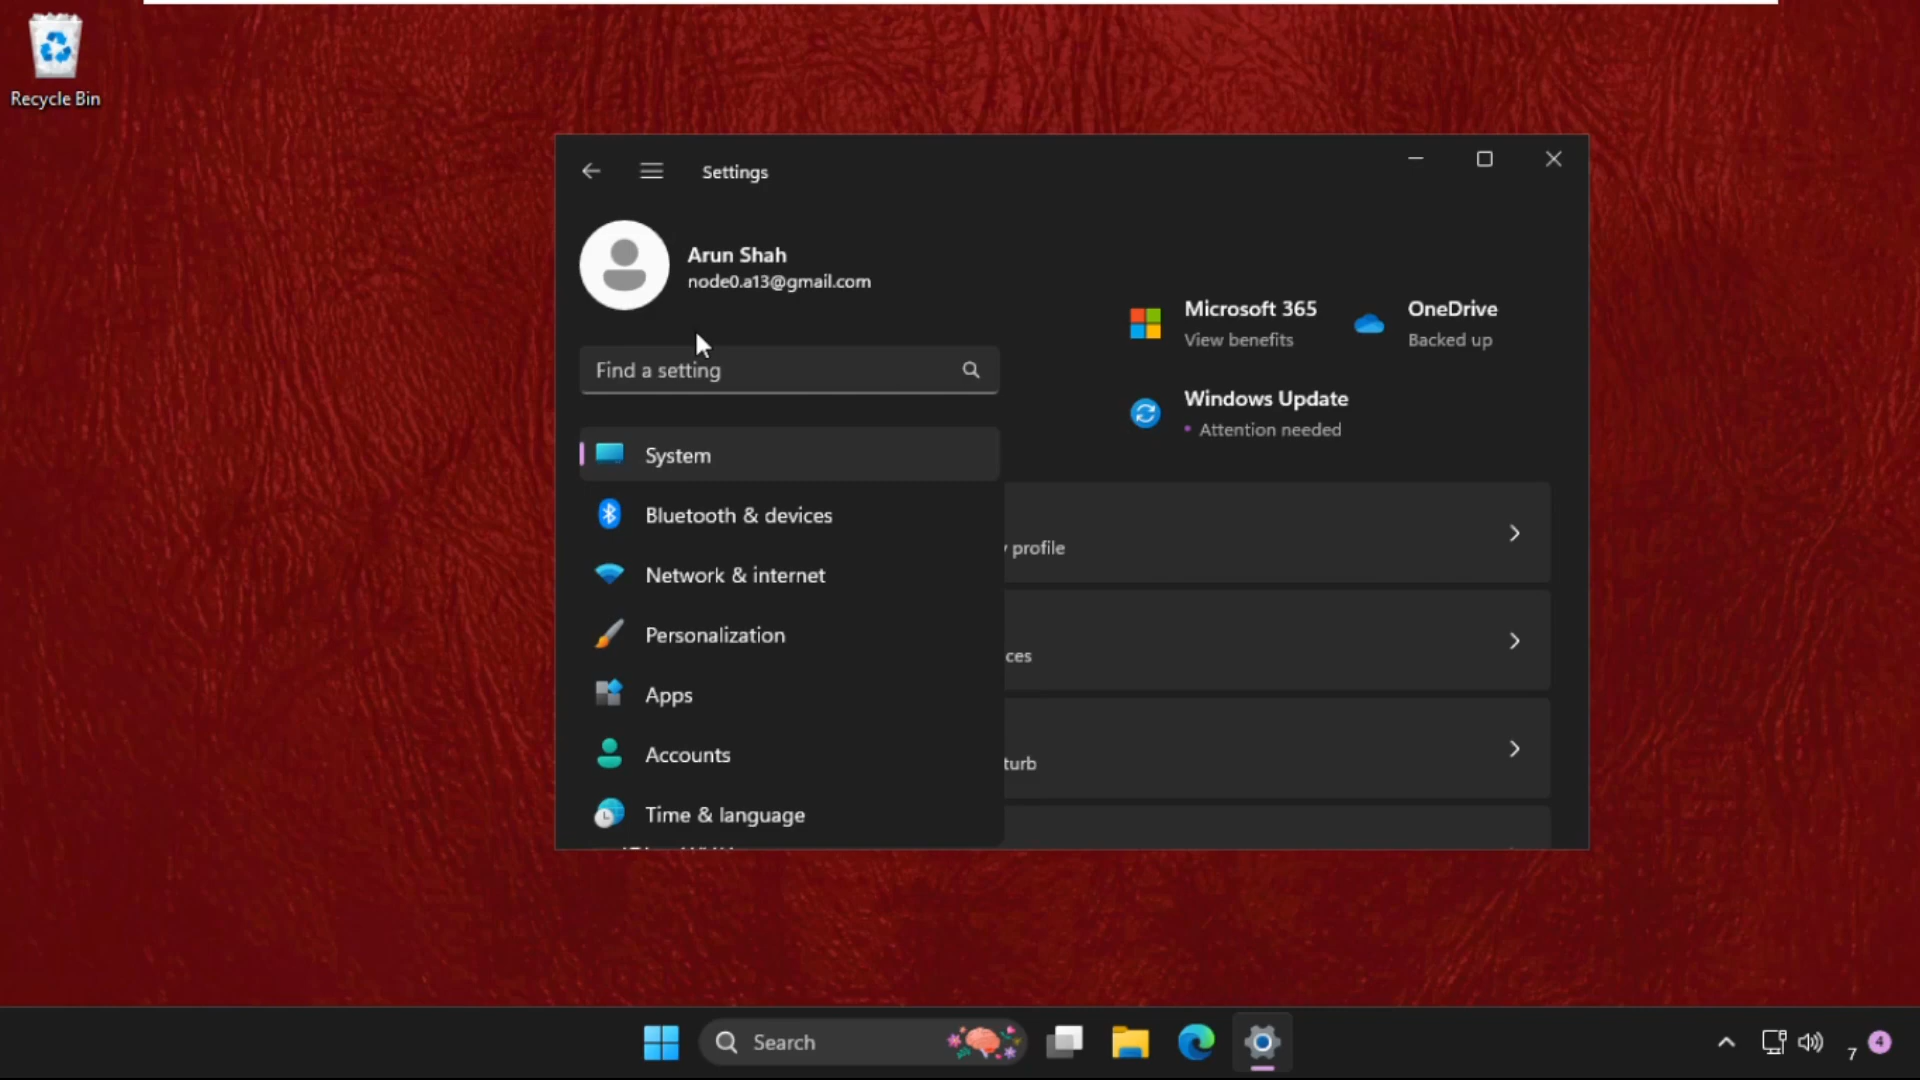 Recycle Bin
Settings
Arun Shah
node0.a13@gmail.com
Find a setting
Microsoft 365
View benefits
OneDrive
Backed up
Windows Update
Attention needed
System
Bluetooth & devices
Network & internet
Personalization
Apps
Accounts
Time & language
profile
ces
turb
Search
7
4